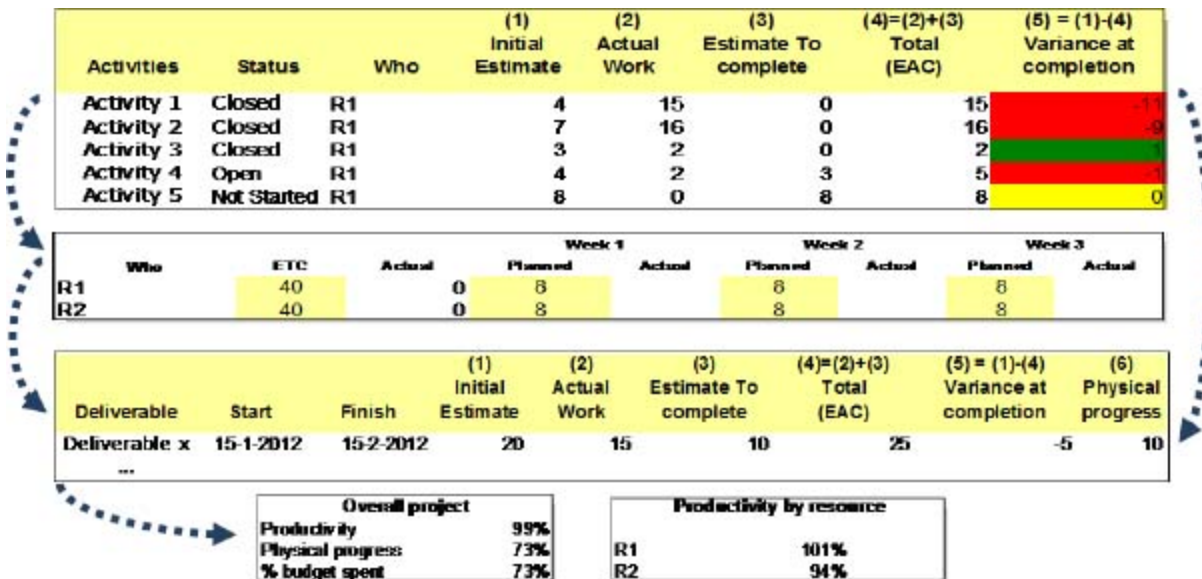 (1) (2) (3) (4)=(2)+(3) (5) = (1)-(4)
Initial Actual Estimate To Total Variance at
Activities Status Who Estimate Work complete (EAC) completion
Activity 1 Closed R1 4 15 0 15 -11
Activity 2 Closed R1 7 16 0 16 -9
Activity 3 Closed R1 3 2 0 2 1
Activity 4 Open R1 4 2 3 5 -1
Activity 5 Not Started R1 8 0 8 8 0
Week 1 Week 2 Week 3
Who ETC Actual Planned Actual Planned Actual Planned Actual
R1 40 0 8 8 8
R2 40 0 8 8 8
(1) (2) (3) (4)=(2)+(3) (5) = (1)-(4) (6)
Initial Actual Estimate To Total Variance at Physical
Deliverable Start Finish Estimate Work complete (EAC) completion progress
Deliverable x 15-1-2012 15-2-2012 20 15 10 25 -5 10
...
Overall project
Productivity 99%
Physical progress 73%
% budget spent 73%
Productivity by resource
R1 101%
R2 94%